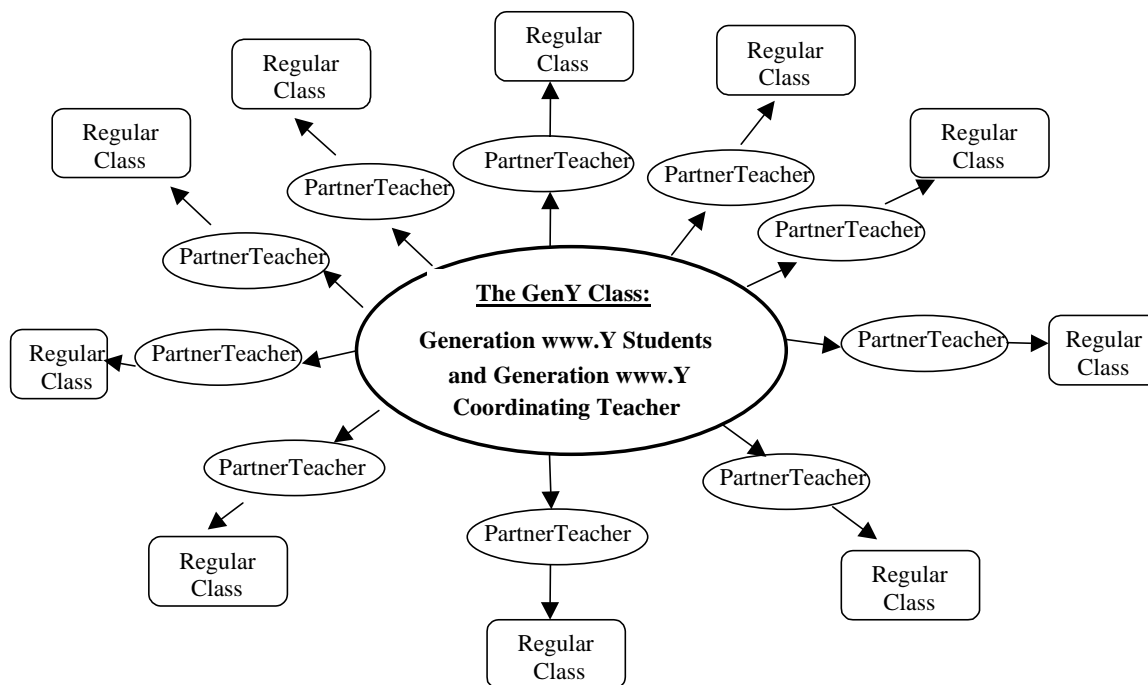 Regular
Class
Regular
Class
Regular
Class
Regular
Class
Regular
Class
PartnerTeacher
PartnerTeacher
PartnerTeacher
PartnerTeacher
PartnerTeacher
The GenY Class:
Generation www.Y Students
and Generation www.Y
Coordinating Teacher
Regular
Class
PartnerTeacher
PartnerTeacher
Regular
Class
PartnerTeacher
PartnerTeacher
PartnerTeacher
Regular
Class
Regular
Class
Regular
Class